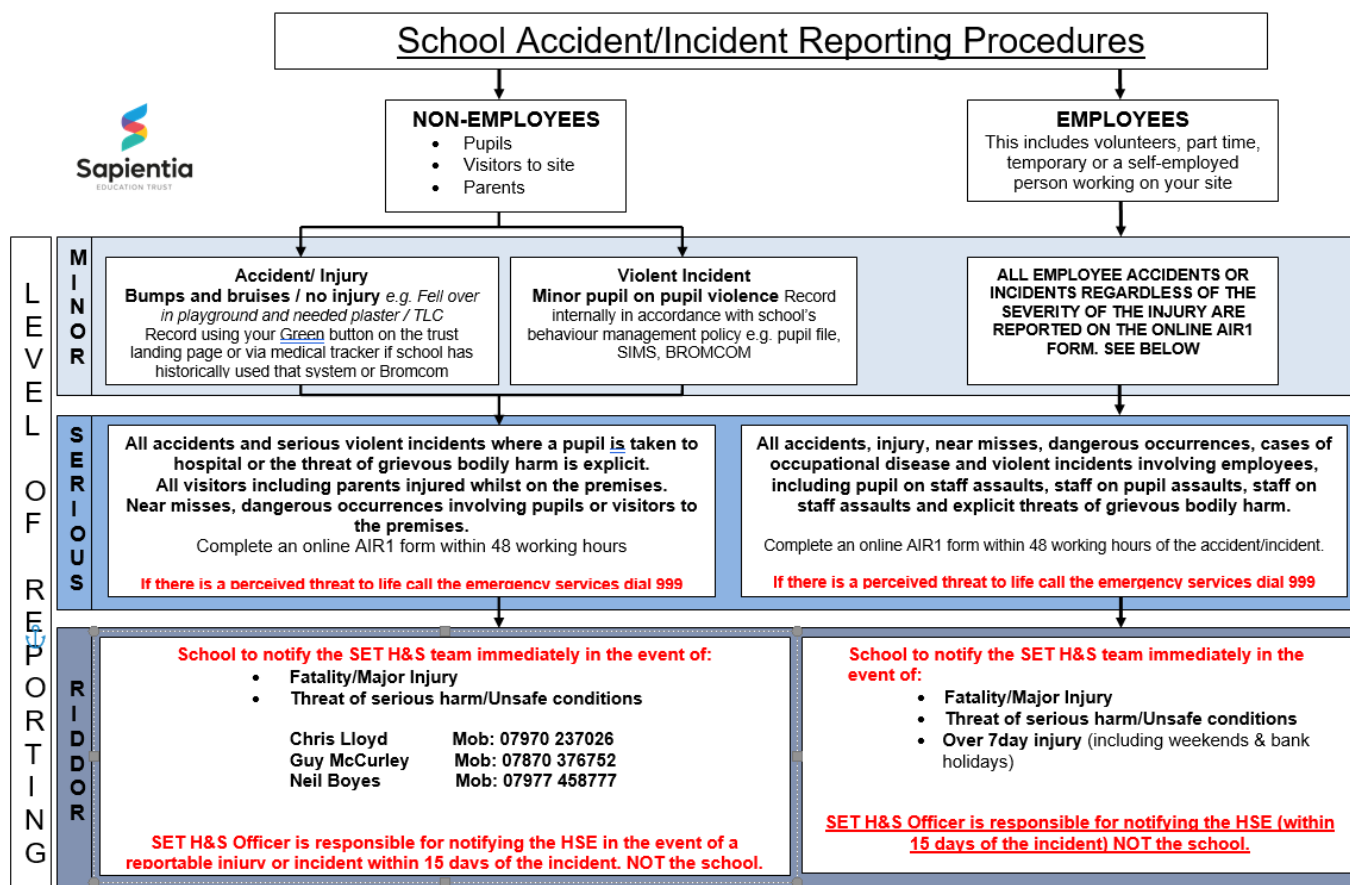 School Accident/Incident Reporting Procedures
Sapientia
EDUCATION TRUST
NON-EMPLOYEES
• Pupils
• Visitors to site
• Parents
EMPLOYEES
This includes volunteers, part time,
temporary or a self-employed
person working on your site
LEVEL OF REPORTING
MINOR
Accident/ Injury
Bumps and bruises / no injury e.g. Fell over
in playground and needed plaster / TLC
Record using your Green button on the trust
landing page or via medical tracker if school has
historically used that system or Bromcom
Violent Incident
Minor pupil on pupil violence Record
internally in accordance with school's
behaviour management policy e.g. pupil file,
SIMS, BROMCOM
ALL EMPLOYEE ACCIDENTS OR
INCIDENTS REGARDLESS OF THE
SEVERITY OF THE INJURY ARE
REPORTED ON THE ONLINE AIR1
FORM. SEE BELOW
SERIOUS
All accidents and serious violent incidents where a pupil is taken to
hospital or the threat of grievous bodily harm is explicit.
All visitors including parents injured whilst on the premises.
Near misses, dangerous occurrences involving pupils or visitors to
the premises.
Complete an online AIR1 form within 48 working hours
If there is a perceived threat to life call the emergency services dial 999
All accidents, injury, near misses, dangerous occurrences, cases of
occupational disease and violent incidents involving employees,
including pupil on staff assaults, staff on pupil assaults, staff on
staff assaults and explicit threats of grievous bodily harm.
Complete an online AIR1 form within 48 working hours of the accident/incident.
If there is a perceived threat to life call the emergency services dial 999
RIDDOR
School to notify the SET H&S team immediately in the event of:
• Fatality/Major Injury
• Threat of serious harm/Unsafe conditions
Chris Lloyd Mob: 07970 237026
Guy McCurley Mob: 07870 376752
Neil Boyes Mob: 07977 458777
SET H&S Officer is responsible for notifying the HSE in the event of a
reportable injury or incident within 15 days of the incident. NOT the school.
School to notify the SET H&S team immediately in the
event of:
• Fatality/Major Injury
• Threat of serious harm/Unsafe conditions
• Over 7day injury (including weekends & bank
holidays)
SET H&S Officer is responsible for notifying the HSE (within
15 days of the incident) NOT the school.